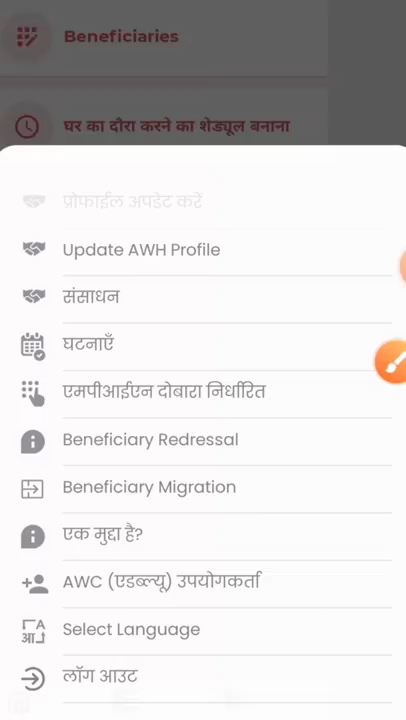 Beneficiaries
घर का दौरा करने का शेड्यूल बनाना
प्रोफाईल अपडेट करें
Update AWH Profile
संसाधन
घटनाएँ
एमपीआईएन दोबारा निर्धारित
Beneficiary Redressal
Beneficiary Migration
एक मुद्दा है?
AWC (एडब्ल्यू) उपयोगकर्ता
Select Language
लॉग आउट